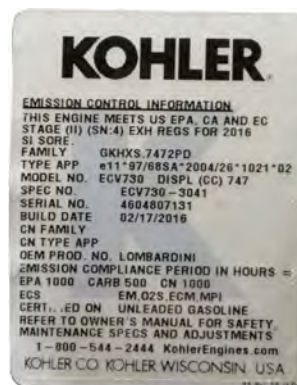 KOHLER
EMISSION CONTROL INFORMATION
THIS ENGINE MEETS US EPA, CA AND EC
STAGE (II) (SN:4) EXH REGS FOR 2016
SI SORE.
FAMILY GKHXS.7472PD
TYPE APP e11*97/68SA*2004/26*1021*02
MODEL NO. ECV730 DISPL (CC) 747
SPEC NO. ECV730-3041
SERIAL NO. 4604807131
BUILD DATE 02/17/2016
CN FAMILY
CN TYPE APP
OEM PROD. NO. LOMBARDINI
EMISSION COMPLIANCE PERIOD IN HOURS =
EPA 1000 CARB 500 CN 1000
ECS EM,O2S,ECM,MPI
ED ON UNLEADED GASOLINE
REFER TO OWNER'S MANUAL FOR SAFETY,
MAINTENANCE SPECS AND ADJUSTMENTS
1-800-544-2444 KohlerEngines.com
KOHLER CO. KOHLER WISCONSIN USA